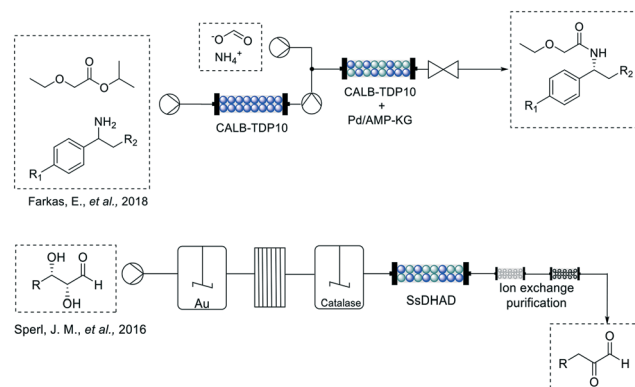 -O O
NH4+
O
O
O
NH2
R2
R1
CALB-TDP10
CALB-TDP10
+
Pd/AMP-KG
O
O
HN
R2
R1
Farkas, E., et al., 2018
OH
O
R
H
OH
Au
Catalase
SsDHAD
Ion exchange
purification
Sperl, J. M., et al., 2016
O
R
H
O